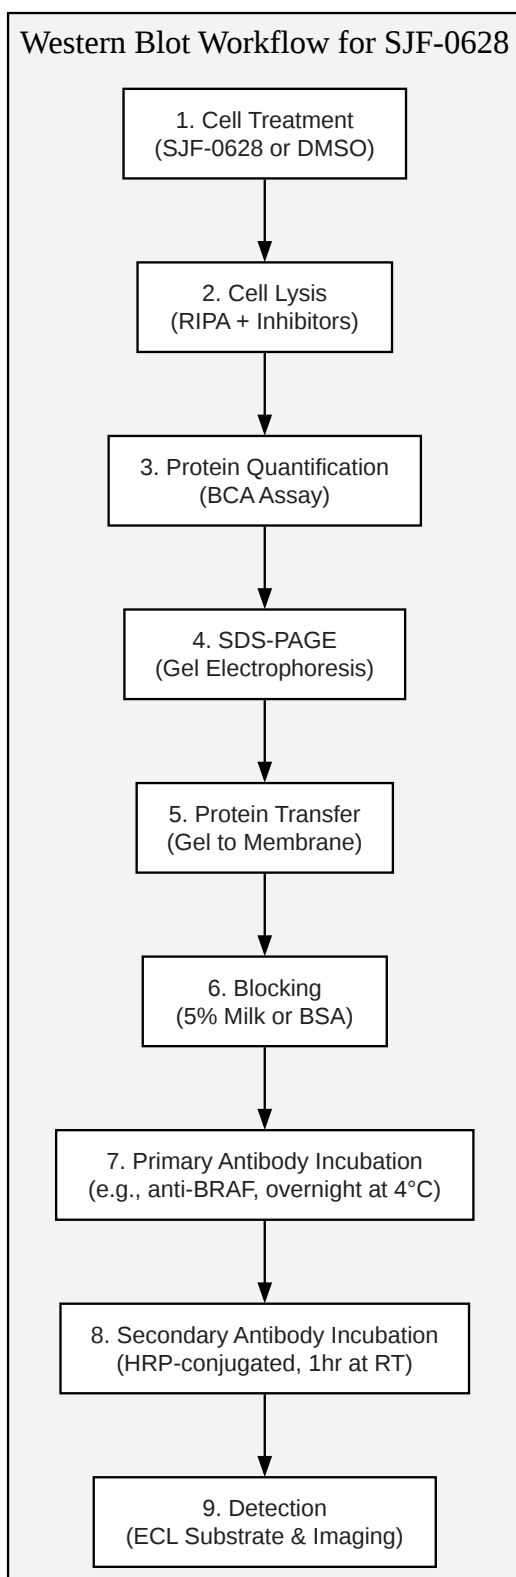 Western Blot Workflow for SJF-0628
1. Cell Treatment
(SJF-0628 or DMSO)
2. Cell Lysis
(RIPA + Inhibitors)
3. Protein Quantification
(BCA Assay)
4. SDS-PAGE
(Gel Electrophoresis)
5. Protein Transfer
(Gel to Membrane)
6. Blocking
(5% Milk or BSA)
7. Primary Antibody Incubation
(e.g., anti-BRAF, overnight at 4°C)
8. Secondary Antibody Incubation
(HRP-conjugated, 1hr at RT)
9. Detection
(ECL Substrate & Imaging)